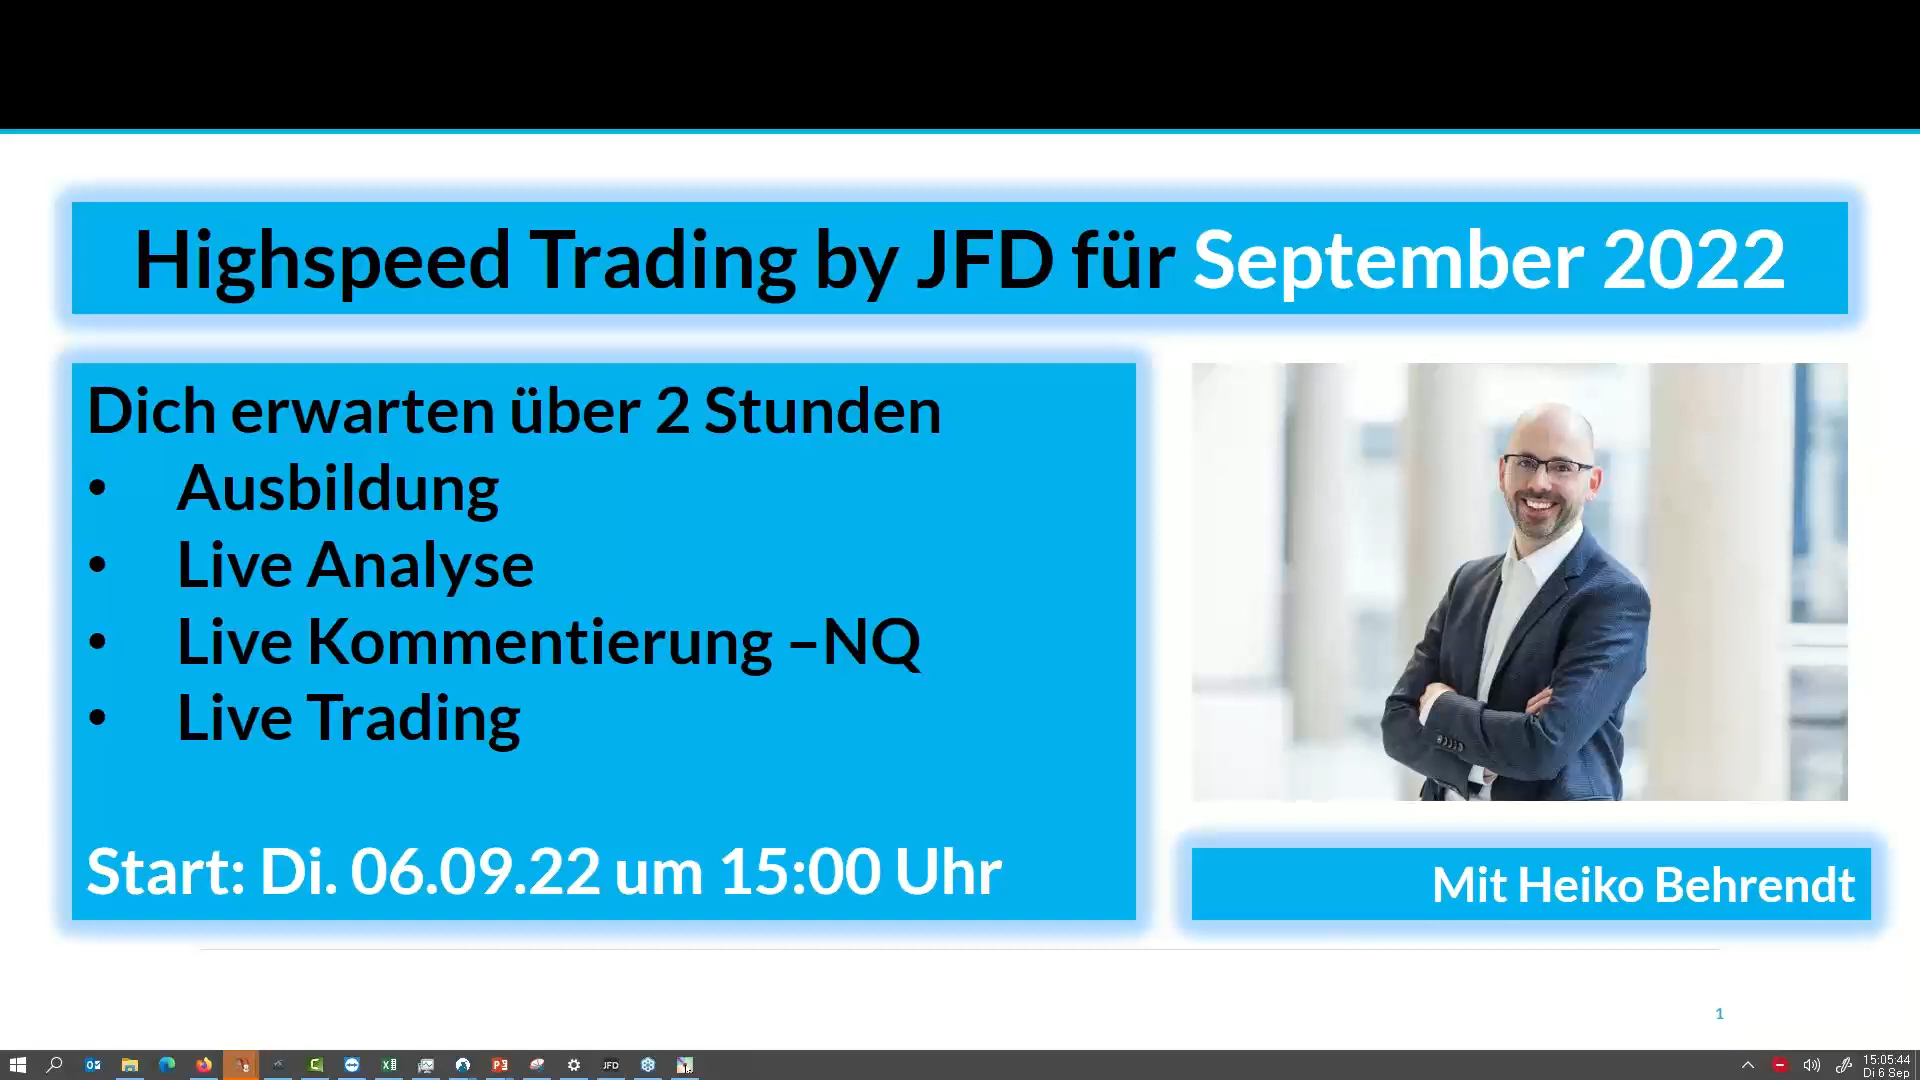 Highspeed Trading by JFD für September 2022
Dich erwarten über 2 Stunden
• Ausbildung
• Live Analyse
• Live Kommentierung –NQ
• Live Trading
Start: Di. 06.09.22 um 15:00 Uhr
Mit Heiko Behrendt
1
JFD
15:05:44
Di 6 Sep